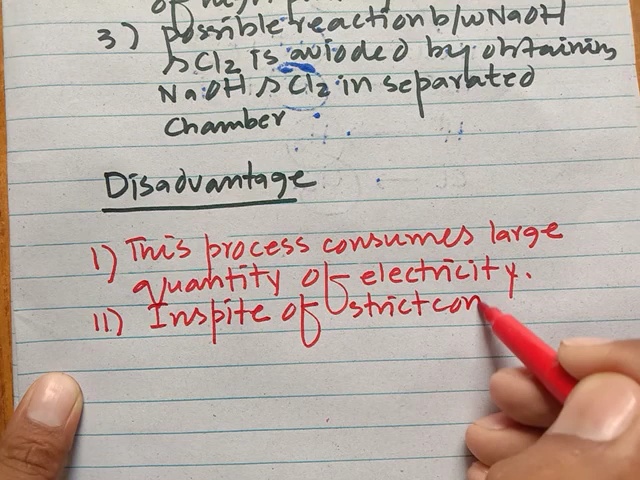 3) possible reaction b/w NaOH
& Cl2 is avioded by obtaining
NaOH & Cl2 in separated
Chamber
Disadvantage
1) This process consumes large
quantity of electricity.
11) Inspite of strict con